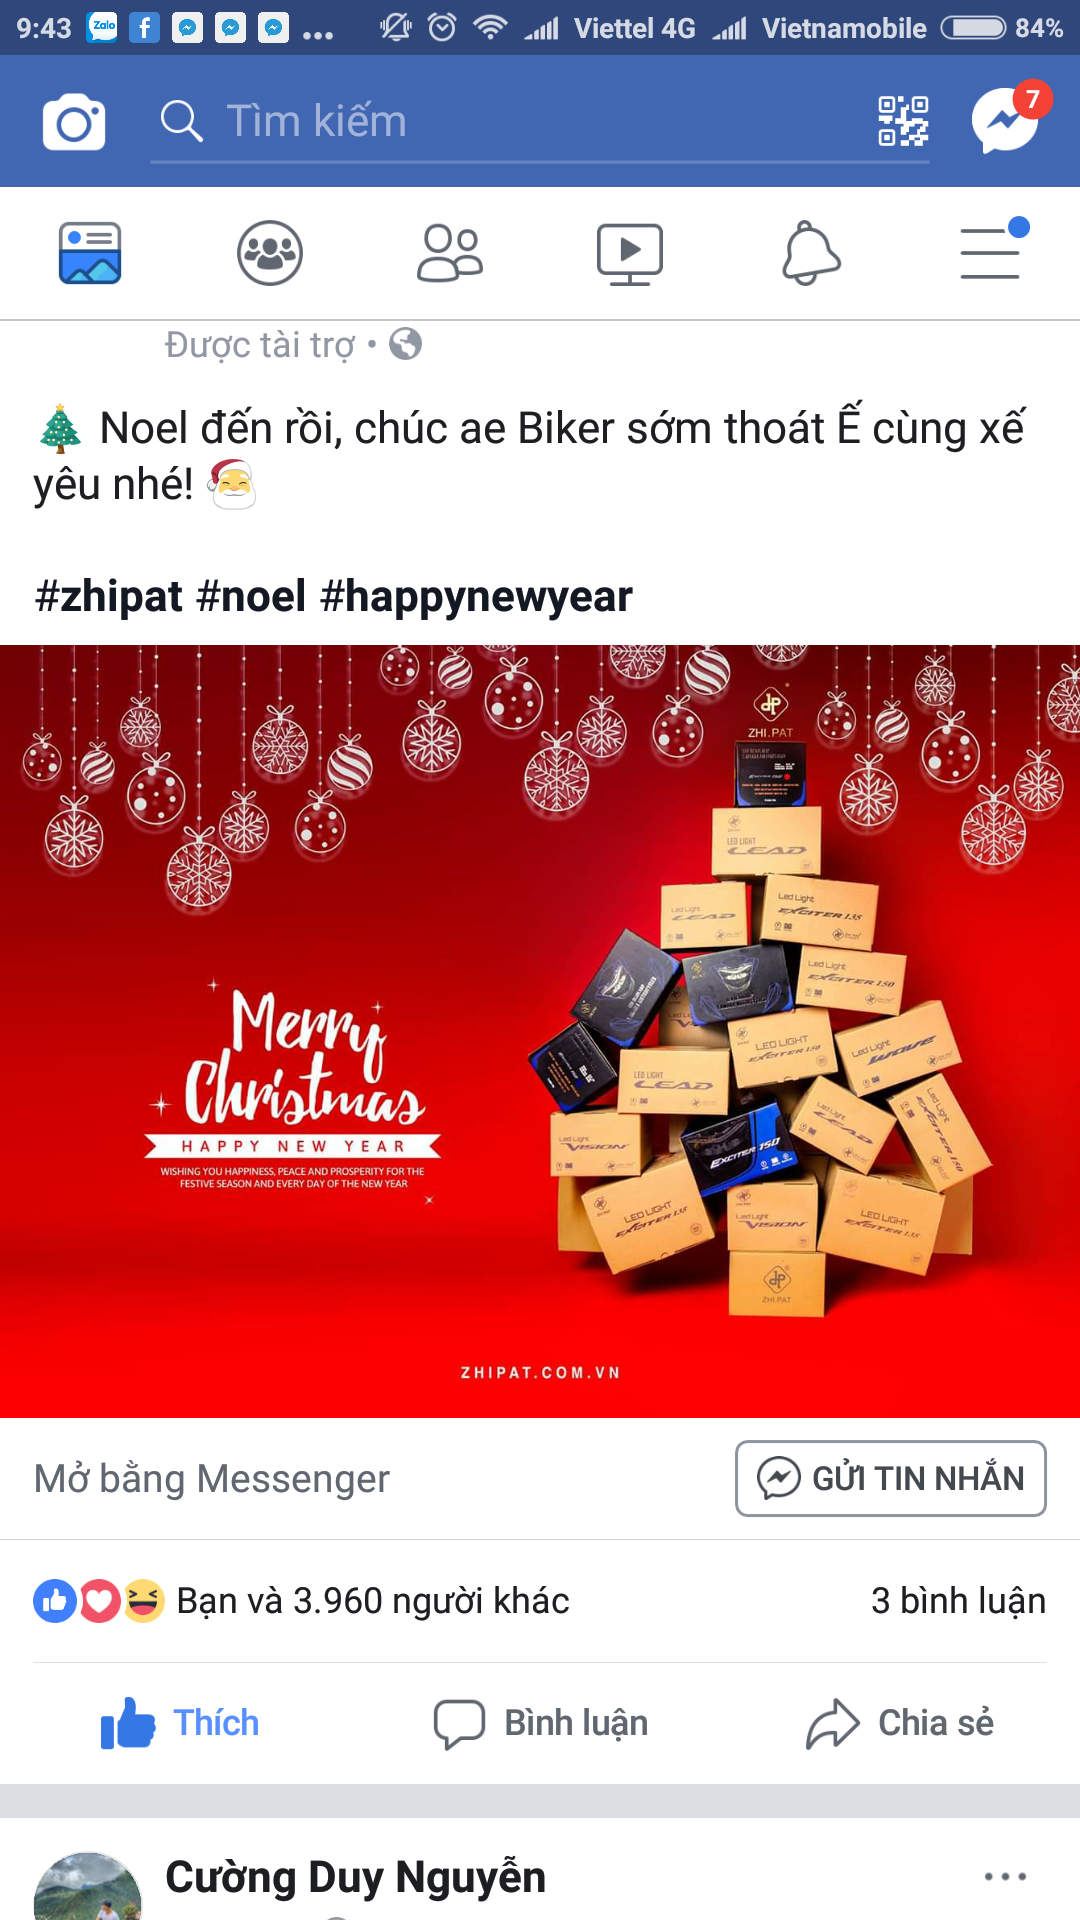 9:43 Zalo Viettel 4G Vietnamobile 84%
Tìm kiếm
7
Được tài trợ •
Noel đến rồi, chúc ae Biker sớm thoát Ế cùng xế
yêu nhé!
#zhipat #noel #happynewyear
ZHI.PAT
LED LIGHT
LEAD
Led Light
LEAD
Led Light
EXCITER 135
Led Light
EXCITER 150
LED LIGHT
EXCITER 150
Led Light
WAVE
LED LIGHT
LEAD
Led Light
VISION
EXCITER 150
Led Light
LEAD
Led Light
EXCITER 150
LED LIGHT
EXCITER 135
Led Light
VISION
LED LIGHT
EXCITER 135
ZHI.PAT
Merry
Christmas
HAPPY NEW YEAR
WISHING YOU HAPPINESS, PEACE AND PROSPERITY FOR THE
FESTIVE SEASON AND EVERY DAY OF THE NEW YEAR
ZHIPAT.COM.VN
Mở bằng Messenger
GỬI TIN NHẮN
Bạn và 3.960 người khác
3 bình luận
Thích
Bình luận
Chia sẻ
Cường Duy Nguyễn